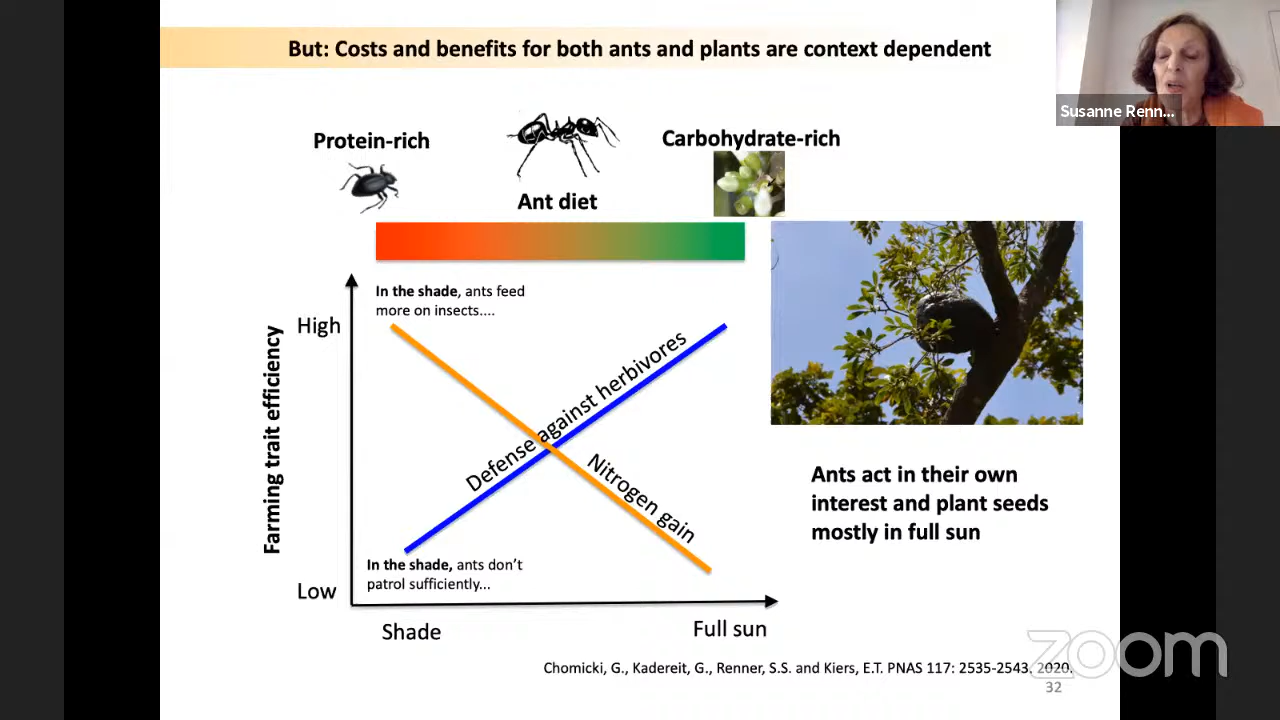 But: Costs and benefits for both ants and plants are context dependent
Susanne Renn...
Protein-rich
Carbohydrate-rich
Ant diet
In the shade, ants feed
more on insects....
High
Farming trait efficiency
Defense against herbivores
Nitrogen gain
Ants act in their own
interest and plant seeds
mostly in full sun
In the shade, ants don't
patrol sufficiently...
Low
Shade
Full sun
Chomicki, G., Kadereit, G., Renner, S.S. and Kiers, E.T. PNAS 117: 2535-2543. 2020.
zoom
32